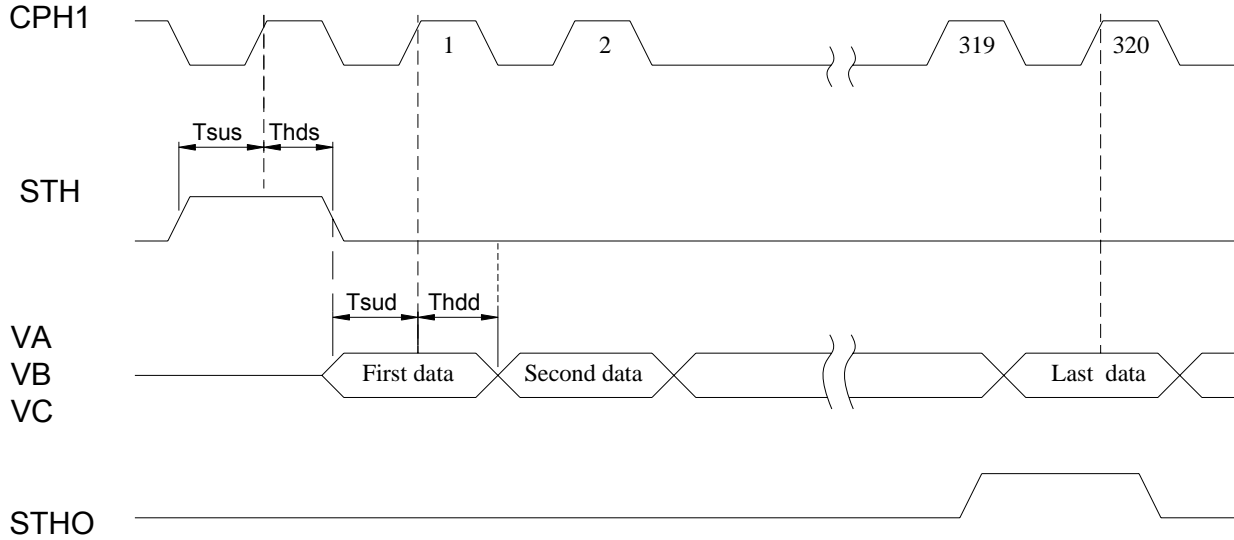 CPH1
1
2
319
320
Tsus
Thds
STH
Tsud
Thdd
VA
VB
VC
First data
Second data
Last data
STHO